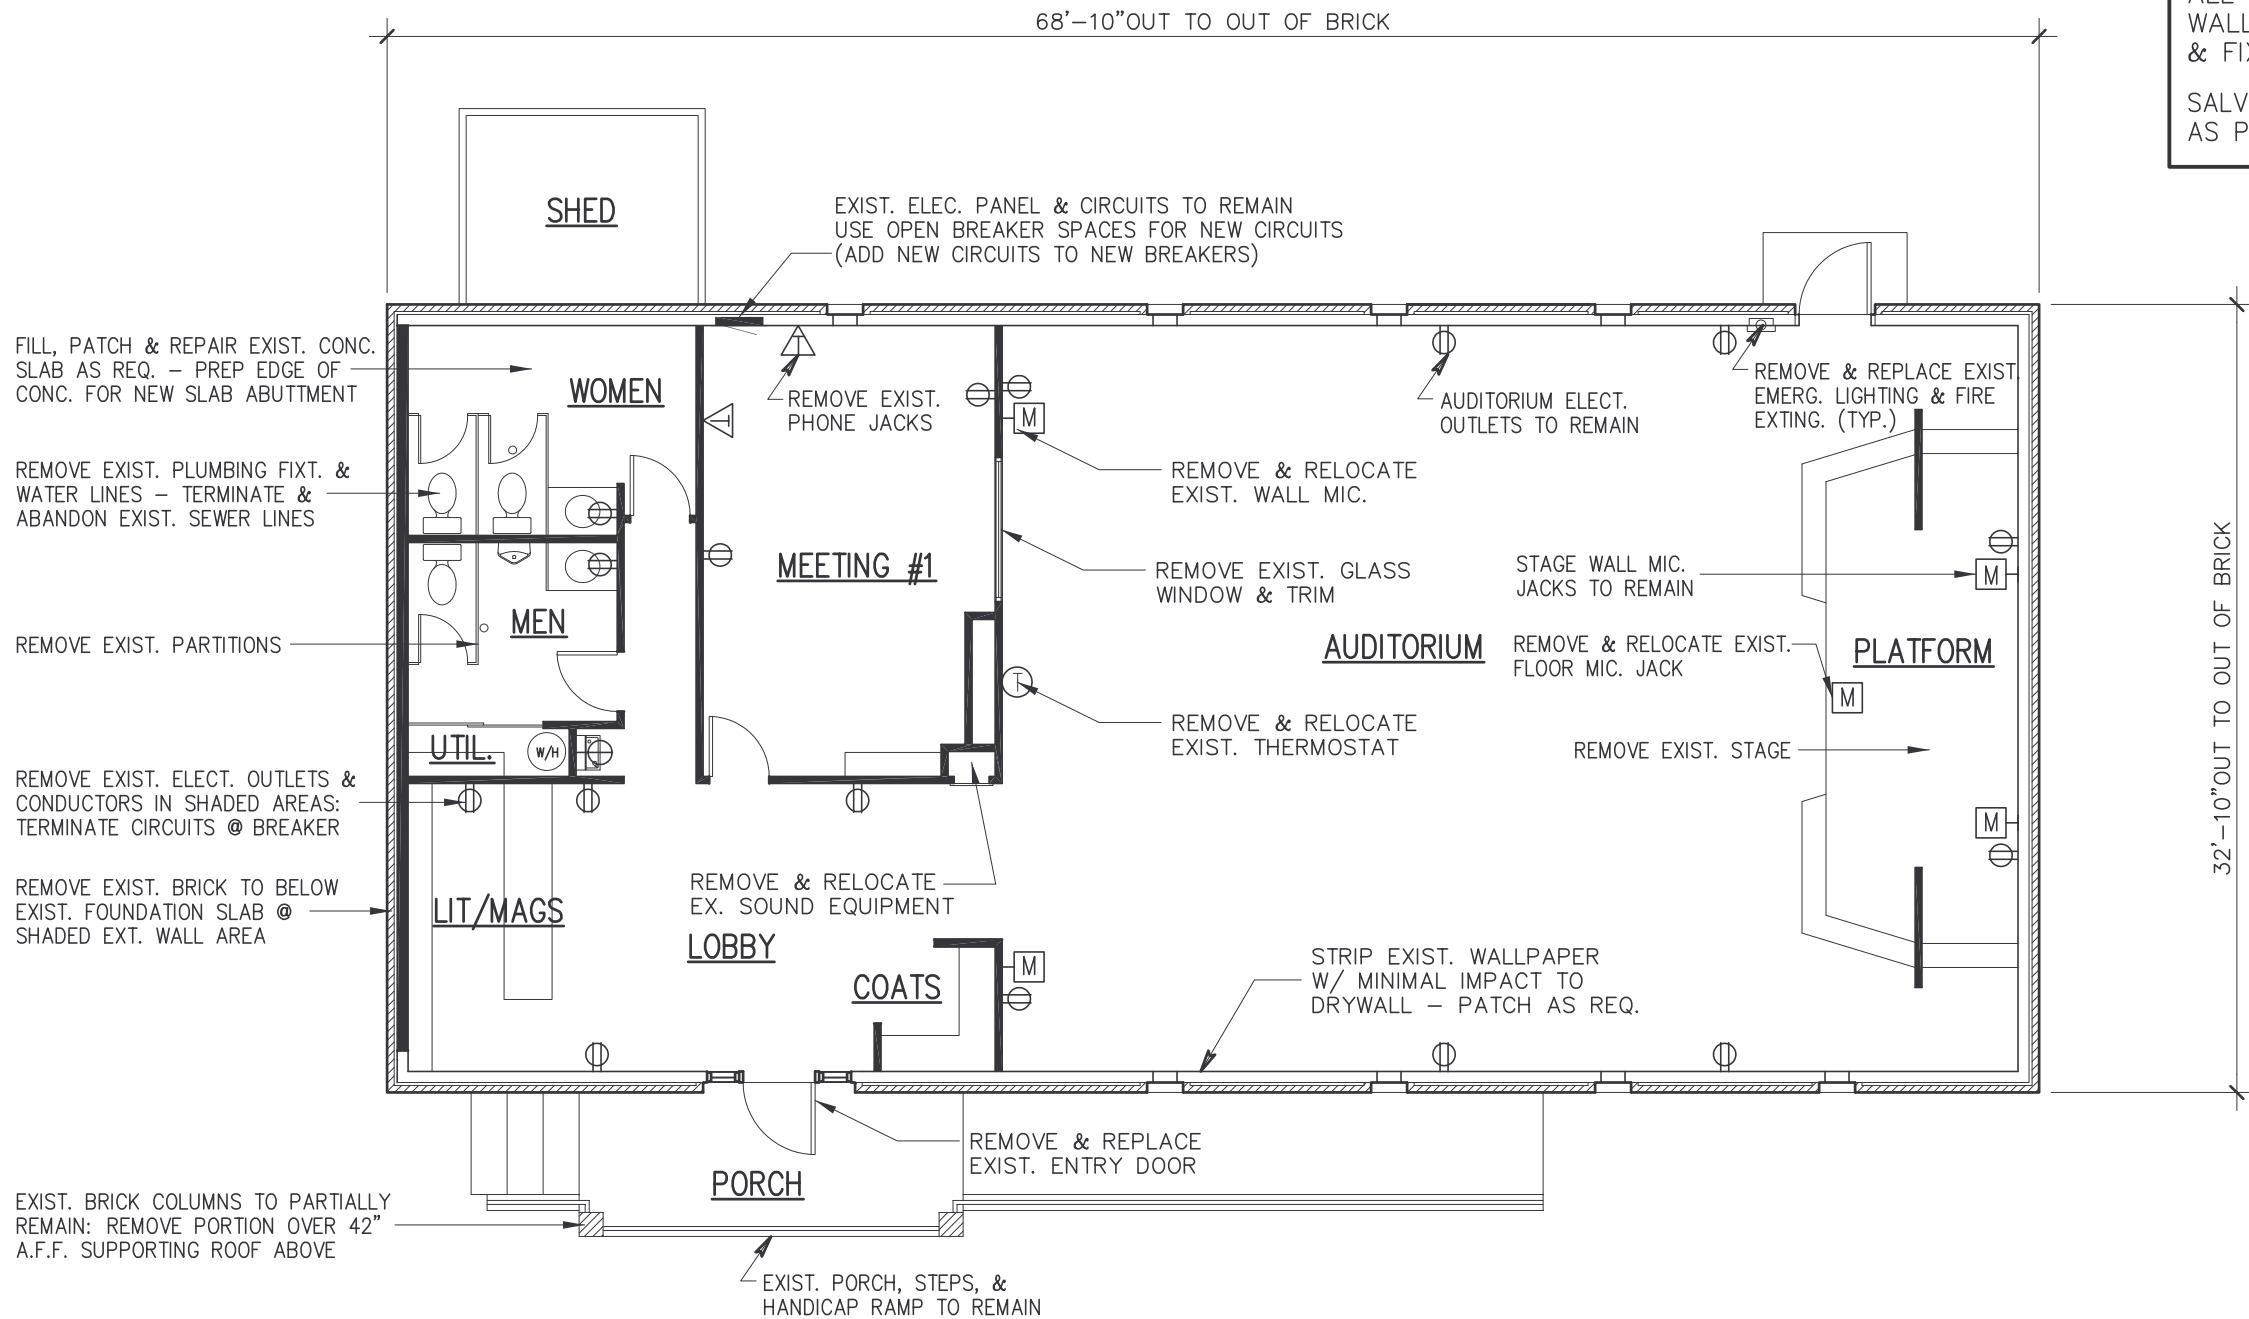 68'-10"OUT TO OUT OF BRICK
WALL
& FIX
SALV
AS P
SHED
EXIST. ELEC. PANEL & CIRCUITS TO REMAIN
USE OPEN BREAKER SPACES FOR NEW CIRCUITS
(ADD NEW CIRCUITS TO NEW BREAKERS)
FILL, PATCH & REPAIR EXIST. CONC.
SLAB AS REQ. - PREP EDGE OF
CONC. FOR NEW SLAB ABUTTMENT
WOMEN
T
T
REMOVE EXIST.
PHONE JACKS
M
AUDITORIUM ELECT.
OUTLETS TO REMAIN
REMOVE & REPLACE EXIST.
EMERG. LIGHTING & FIRE
EXTING. (TYP.)
REMOVE EXIST. PLUMBING FIXT. &
WATER LINES - TERMINATE &
ABANDON EXIST. SEWER LINES
REMOVE & RELOCATE
EXIST. WALL MIC.
MEETING #1
REMOVE EXIST. GLASS
WINDOW & TRIM
STAGE WALL MIC.
JACKS TO REMAIN
M
32'-10"OUT TO OUT OF BRICK
MEN
REMOVE EXIST. PARTITIONS
AUDITORIUM
REMOVE & RELOCATE EXIST.
FLOOR MIC. JACK
PLATFORM
M
T
REMOVE & RELOCATE
EXIST. THERMOSTAT
REMOVE EXIST. STAGE
UTIL.
W/H
REMOVE EXIST. ELECT. OUTLETS &
CONDUCTORS IN SHADED AREAS:
TERMINATE CIRCUITS @ BREAKER
M
REMOVE EXIST. BRICK TO BELOW
EXIST. FOUNDATION SLAB @
SHADED EXT. WALL AREA
REMOVE & RELOCATE
EX. SOUND EQUIPMENT
LIT/MAGS
LOBBY
COATS
M
STRIP EXIST. WALLPAPER
W/ MINIMAL IMPACT TO
DRYWALL - PATCH AS REQ.
REMOVE & REPLACE
EXIST. ENTRY DOOR
PORCH
EXIST. BRICK COLUMNS TO PARTIALLY
REMAIN: REMOVE PORTION OVER 42"
A.F.F. SUPPORTING ROOF ABOVE
EXIST. PORCH, STEPS, &
HANDICAP RAMP TO REMAIN